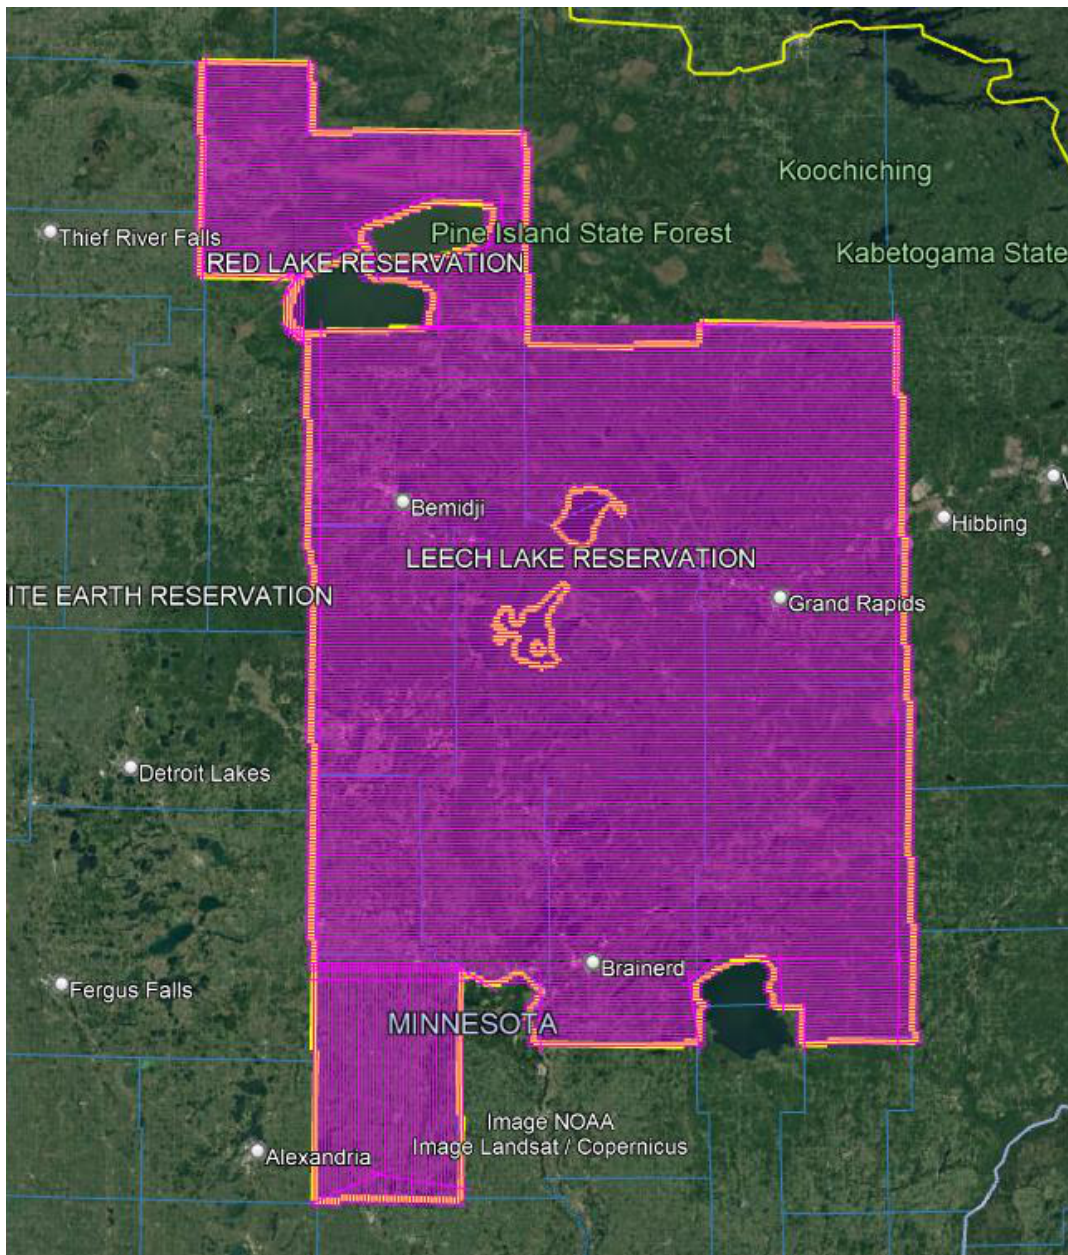 Koochiching
Thief River Falls
Pine Island State Forest
Kabetogama State
RED LAKE RESERVATION
Bemidji
Hibbing
LEECH LAKE RESERVATION
ITE EARTH RESERVATION
Grand Rapids
Detroit Lakes
Brainerd
Fergus Falls
MINNESOTA
Image NOAA
Image Landsat / Copernicus
Alexandria